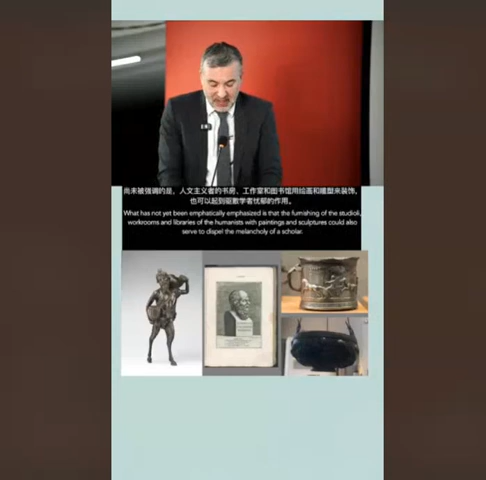 尚未被强调的是，人文主义者的书房、工作室和图书馆用绘画和雕塑来装饰，
也可以起到驱散学者忧郁的作用。
What has not yet been emphatically emphasized is that the furnishing of the studioli,
workrooms and libraries of the humanists with paintings and sculptures could also
serve to dispel the melancholy of a scholar.